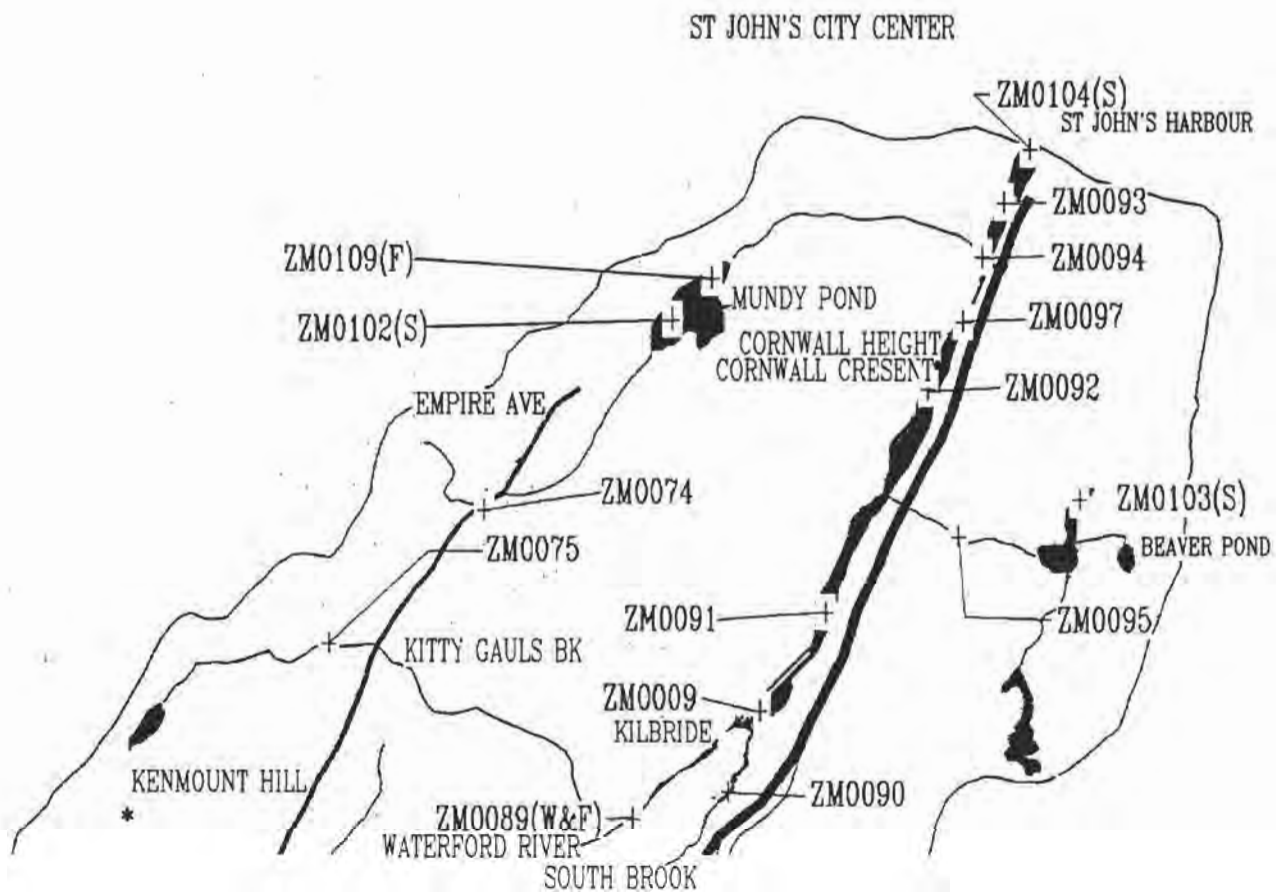 ST JOHN'S CITY CENTER
ZM0104(S)
ST JOHN'S HARBOUR
ZM0093
ZM0109(F)
ZM0094
MUNDY POND
ZM0102(S)
ZM0097
CORNWALL HEIGHT
CORNWALL CRESENT
ZM0092
EMPIRE AVE
ZM0074
ZM0103(S)
ZM0075
BEAVER POND
ZM0091
ZM0095
KITTY GAULS BK
ZM0009
KILBRIDE
KENMOUNT HILL
*
ZM0090
ZM0089(W&F)
WATERFORD RIVER
SOUTH BROOK